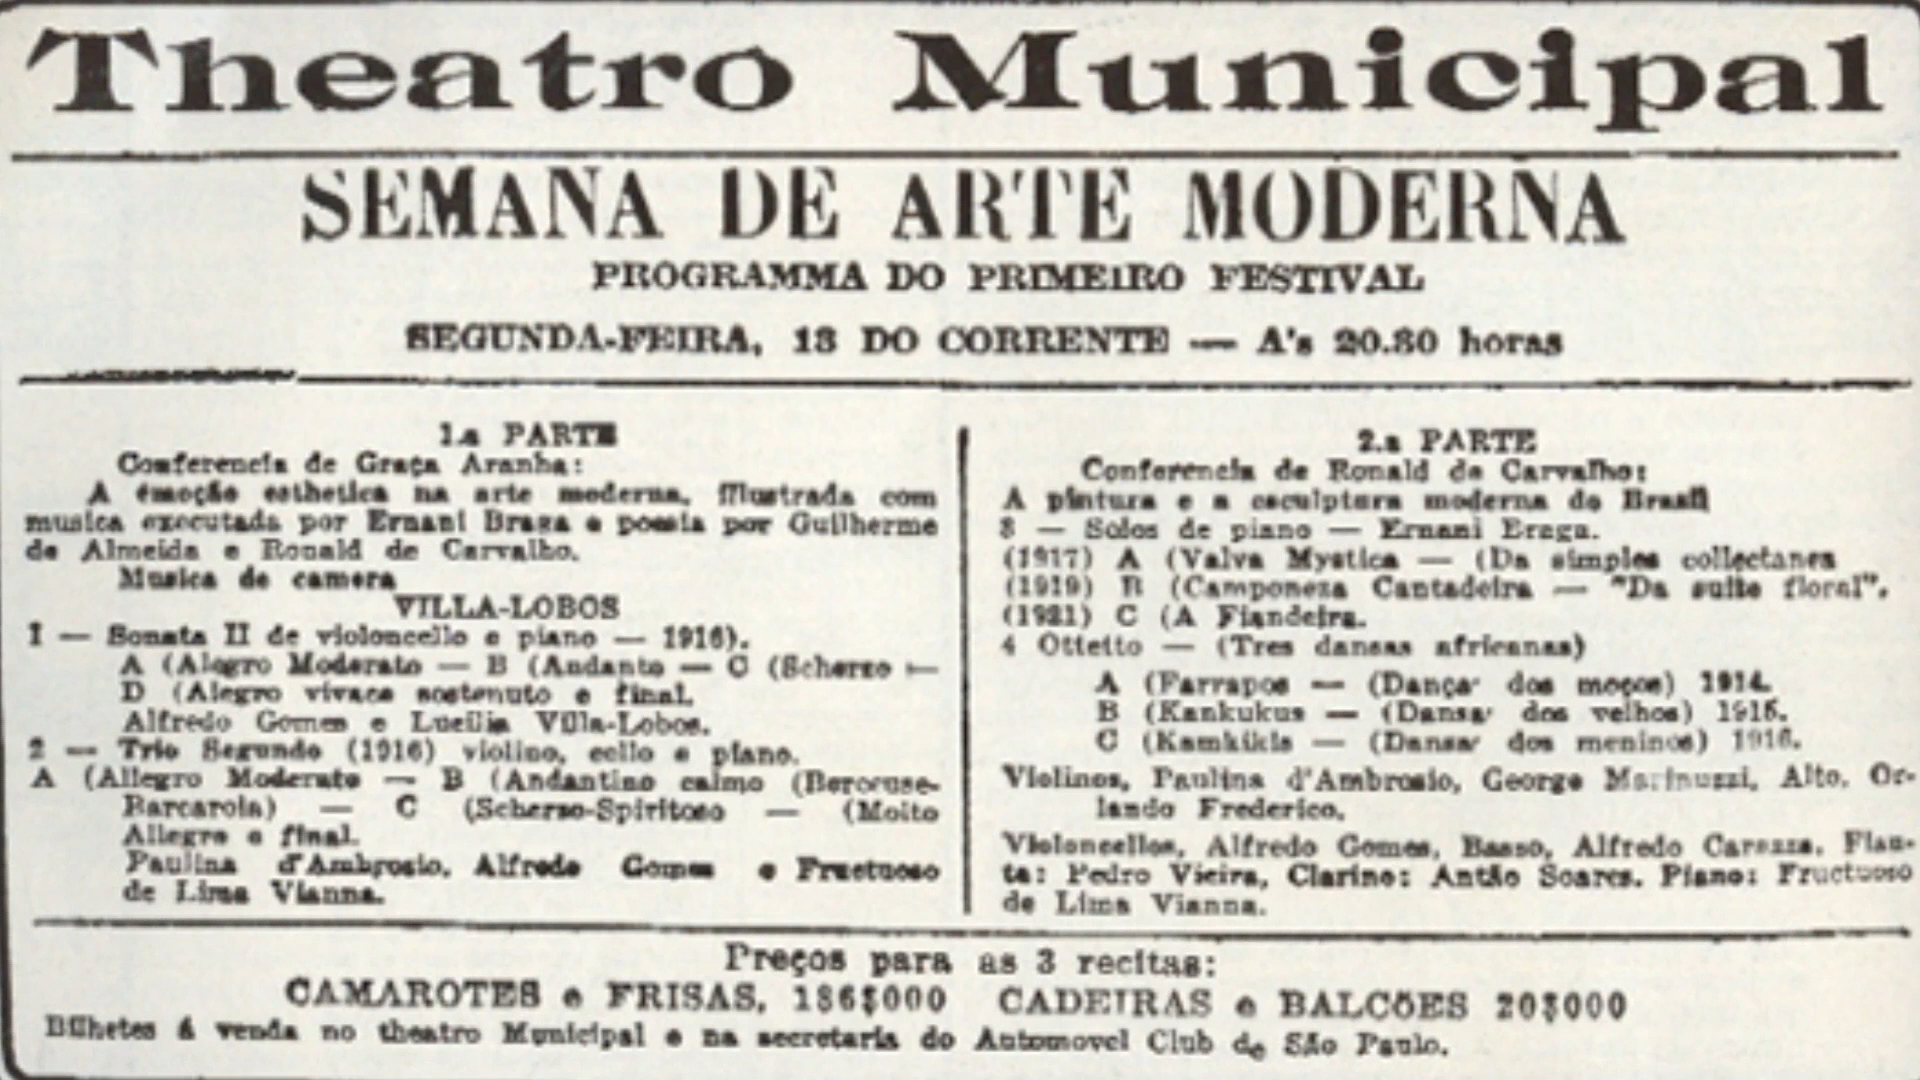 Theatro Municipal
SEMANA DE ARTE MODERNA
PROGRAMMA DO PRIMEIRO FESTIVAL
SEGUNDA-FEIRA, 13 DO CORRENTE — A's 20.30 horas
1.a PARTE
Conferencia de Graça Aranha:
A émoção esthetica na arte moderna, illustrada com
musica executada por Ernani Braga e poesia por Guilherme
de Almeida e Ronald de Carvalho.
Musica de camera
VILLA-LOBOS
1 — Sonata II de violoncello e piano — 1916).
A (Alegro Moderato — B (Andante — C (Scherzo —
D (Alegro vivace sostenuto e final.
Alfredo Gomes e Lucilia Villa-Lobos.
2 — Trio Segundo (1916) violino, cello e piano.
A (Allegro Moderato — B (Andantino calmo (Berceuse-
Barcarola) — C (Scherzo-Spiritoso — (Molto
Allegro e final.
Paulina d'Ambrosio, Alfredo Gomes e Fructuoso
de Lima Vianna.
2.a PARTE
Conferencia de Ronald de Carvalho:
A pintura e a esculptura moderna do Brasil
3 — Solos de piano — Ernani Braga.
(1917) A (Valva Mystica — (Da simples collectanea
(1919) B (Camponeza Cantadeira — "Da suite floral".
(1921) C (A Fiandeira.
4 Ottetto — (Tres dansas africanas)
A (Farrapos — (Dança dos moços) 1914.
B (Kankukus — (Dansa dos velhos) 1915.
C (Kamkikis — (Dansa dos meninos) 1916.
Violinos, Paulina d'Ambrosio, George Marinuzzi, Alto, Or-
lando Frederico.
Violoncellos, Alfredo Gomes, Basso, Alfredo Carazza, Flau-
ta: Pedro Vieira, Clarino: Antão Soares. Piano: Fructuoso
de Lima Vianna.
Preços para as 3 recitas:
CAMAROTES e FRISAS, 186$000 CADEIRAS e BALCÕES 20$000
Bilhetes á venda no theatro Municipal e na secretaria do Automovel Club de São Paulo.